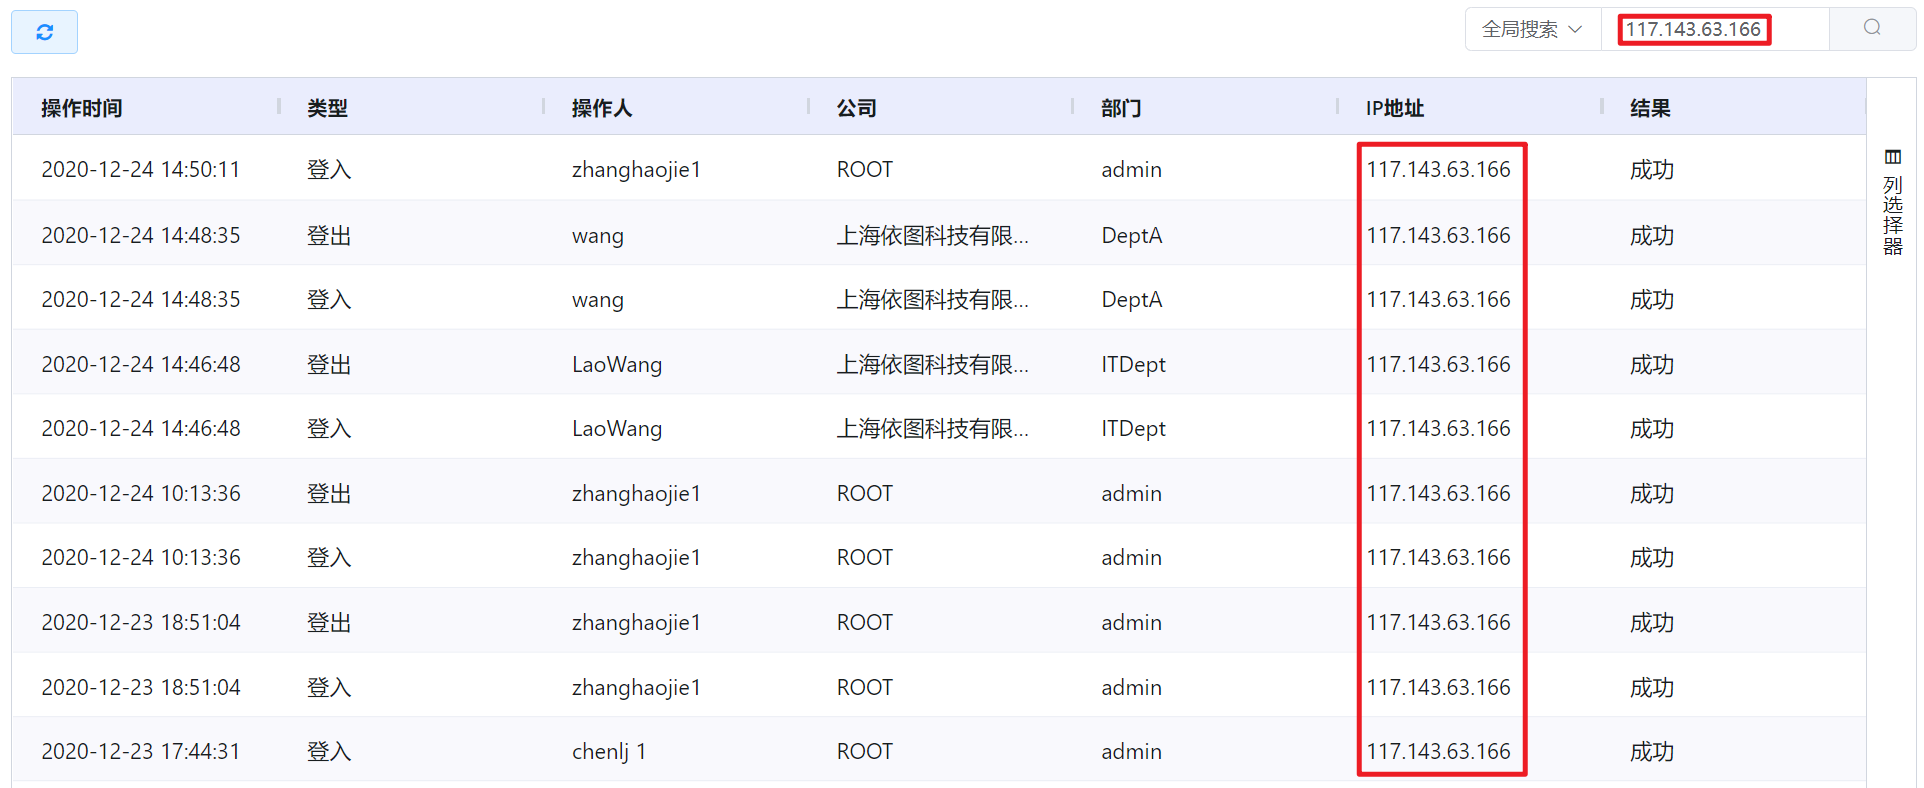 全局搜索 117.143.63.166
操作时间 类型 操作人 公司 部门 IP地址 结果
2020-12-24 14:50:11 登入 zhanghaojie1 ROOT admin 117.143.63.166 成功
2020-12-24 14:48:35 登出 wang 上海依图科技有限... DeptA 117.143.63.166 成功
2020-12-24 14:48:35 登入 wang 上海依图科技有限... DeptA 117.143.63.166 成功
2020-12-24 14:46:48 登出 LaoWang 上海依图科技有限... ITDept 117.143.63.166 成功
2020-12-24 14:46:48 登入 LaoWang 上海依图科技有限... ITDept 117.143.63.166 成功
2020-12-24 10:13:36 登出 zhanghaojie1 ROOT admin 117.143.63.166 成功
2020-12-24 10:13:36 登入 zhanghaojie1 ROOT admin 117.143.63.166 成功
2020-12-23 18:51:04 登出 zhanghaojie1 ROOT admin 117.143.63.166 成功
2020-12-23 18:51:04 登入 zhanghaojie1 ROOT admin 117.143.63.166 成功
2020-12-23 17:44:31 登入 chenlj 1 ROOT admin 117.143.63.166 成功
列选择器